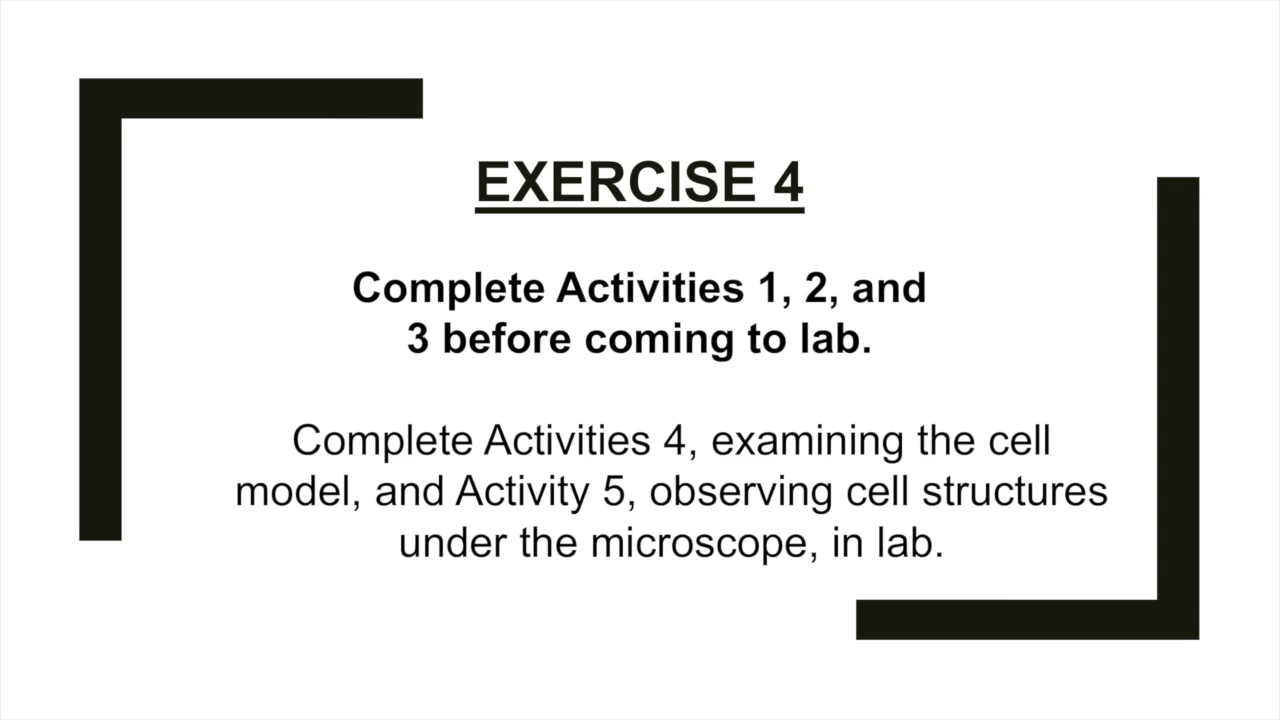 EXERCISE 4
Complete Activities 1, 2, and
3 before coming to lab.
Complete Activities 4, examining the cell
model, and Activity 5, observing cell structures
under the microscope, in lab.